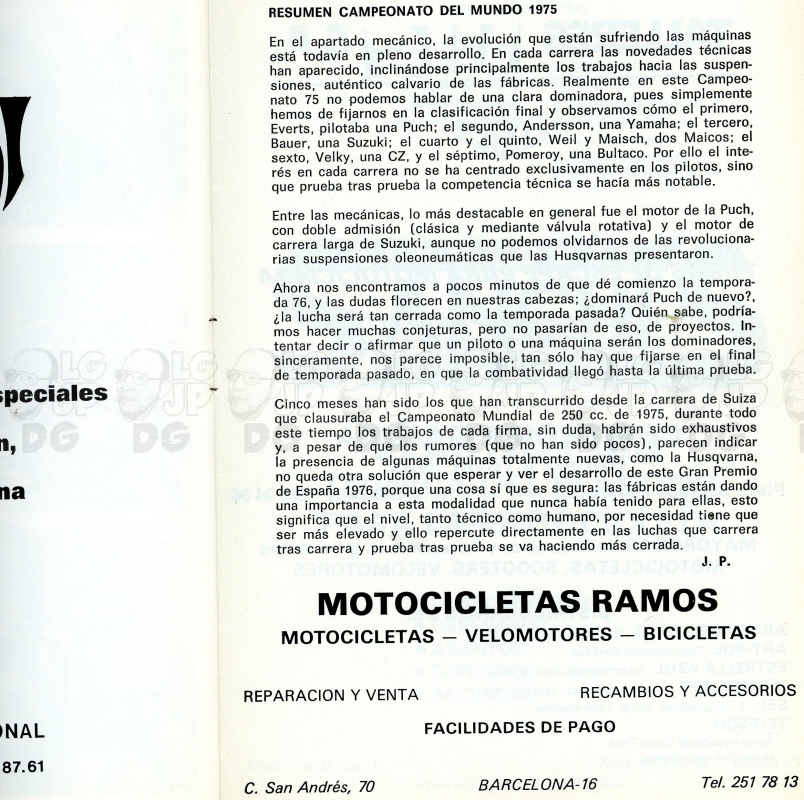 RESUMEN CAMPEONATO DEL MUNDO 1975
En el apartado mecánico, la evolución que están sufriendo las máquinas
está todavía en pleno desarrollo. En cada carrera las novedades técnicas
han aparecido, inclinándose principalmente los trabajos hacia las suspen-
siones, auténtico calvario de las fábricas. Realmente en este Campeo-
nato 75 no podemos hablar de una clara dominadora, pues simplemente
hemos de fijarnos en la clasificación final y observamos cómo el primero,
Everts, pilotaba una Puch; el segundo, Andersson, una Yamaha; el tercero,
Bauer, una Suzuki; el cuarto y el quinto, Weil y Maisch, dos Maicos; el
sexto, Velky, una CZ, y el séptimo, Pomeroy, una Bultaco. Por ello el inte-
rés en cada carrera no se ha centrado exclusivamente en los pilotos, sino
que prueba tras prueba la competencia técnica se hacía más notable.
Entre las mecánicas, lo más destacable en general fue el motor de la Puch,
con doble admisión (clásica y mediante válvula rotativa) y el motor de
carrera larga de Suzuki, aunque no podemos olvidarnos de las revoluciona-
rias suspensiones oleoneumáticas que las Husqvarnas presentaron.
Ahora nos encontramos a pocos minutos de que dé comienzo la tempora-
da 76, y las dudas florecen en nuestras cabezas; ¿dominará Puch de nuevo?,
¿la lucha será tan cerrada como la temporada pasada? Quién sabe, podría-
mos hacer muchas conjeturas, pero no pasarían de eso, de proyectos. In-
tentar decir o afirmar que un piloto o una máquina serán los dominadores,
sinceramente, nos parece imposible, tan sólo hay que fijarse en el final
de temporada pasado, en que la combatividad llegó hasta la última prueba.
Cinco meses han sido los que han transcurrido desde la carrera de Suiza
que clausuraba el Campeonato Mundial de 250 cc. de 1975, durante todo
este tiempo los trabajos de cada firma, sin duda, habrán sido exhaustivos
y, a pesar de que los rumores (que no han sido pocos), parecen indicar
la presencia de algunas máquinas totalmente nuevas, como la Husqvarna,
no queda otra solución que esperar y ver el desarrollo de este Gran Premio
de España 1976, porque una cosa sí que es segura: las fábricas están dando
una importancia a esta modalidad que nunca había tenido para ellas, esto
significa que el nivel, tanto técnico como humano, por necesidad tiene que
ser más elevado y ello repercute directamente en las luchas que carrera
tras carrera y prueba tras prueba se va haciendo más cerrada.
J. P.
MOTOCICLETAS RAMOS
MOTOCICLETAS — VELOMOTORES — BICICLETAS
REPARACION Y VENTA RECAMBIOS Y ACCESORIOS
FACILIDADES DE PAGO
C. San Andrés, 70 BARCELONA-16 Tel. 251 78 13
speciales
n,
na
ONAL
87.61
LG JP DG